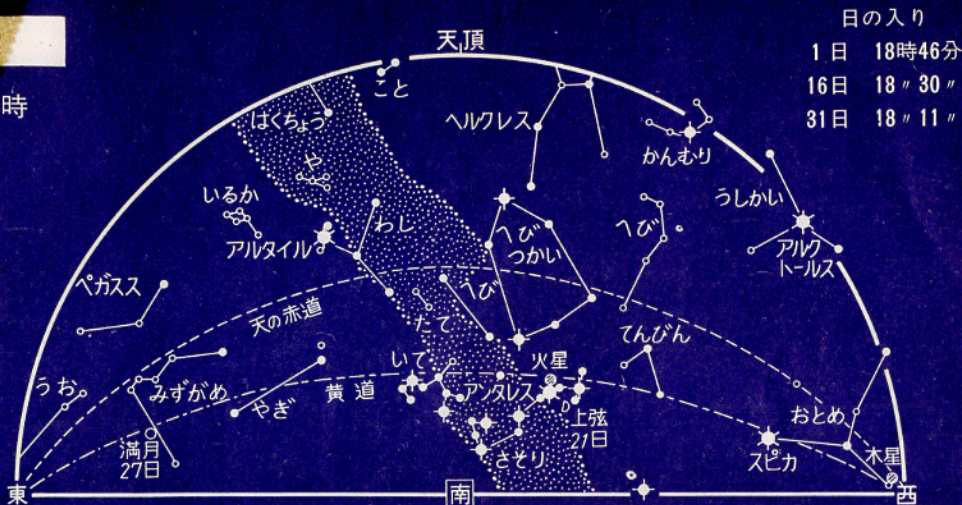 日の入り
1日 18時46分
16日 18〃30〃
31日 18〃11〃
時
天頂
こと
はくちょう
ヘルクレス
かんむり
や
いるか
うしかい
わし
へび
アルタイル
へび
つかい
アルク
トールス
ペガスス
へび
天の赤道
たて
てんびん
いて
火星
うお
みずがめ
やぎ
黄道
アンタレス
おとめ
上弦
21日
満月
27日
さそり
スピカ
木星
東
南
西